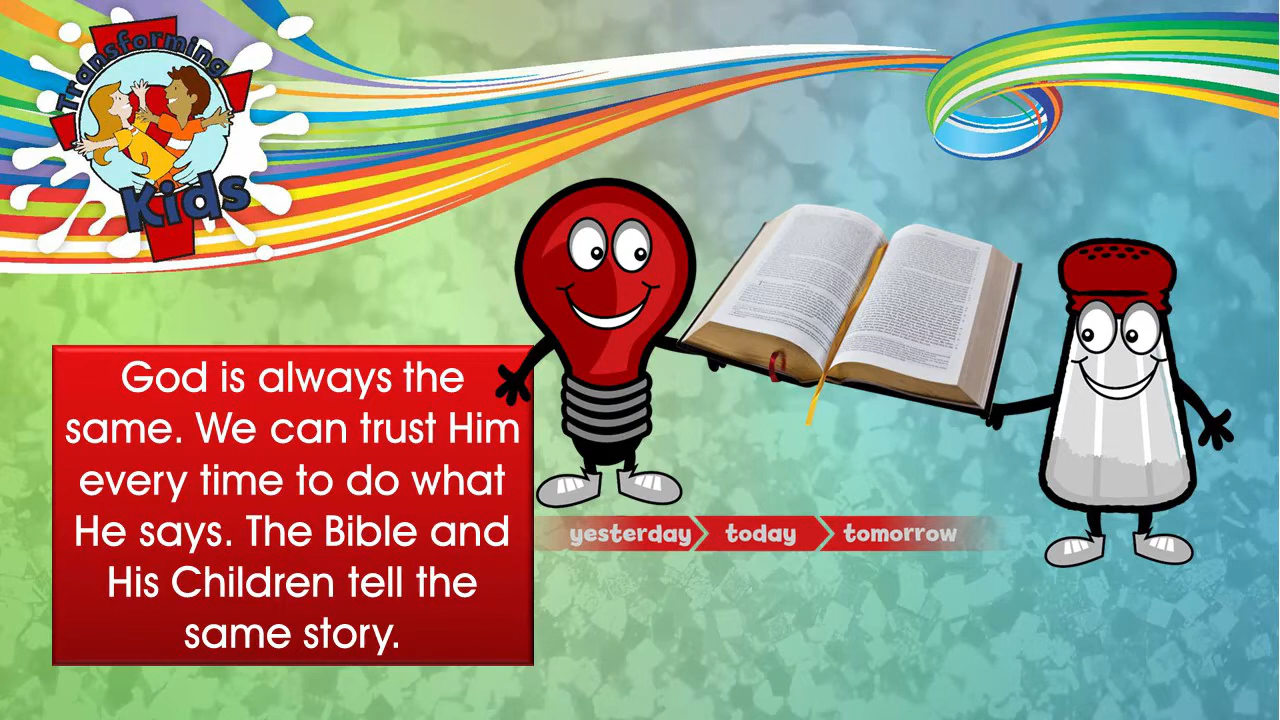 Transforming
Kids
God is always the
same. We can trust Him
every time to do what
He says. The Bible and
His Children tell the
same story.
yesterday today tomorrow